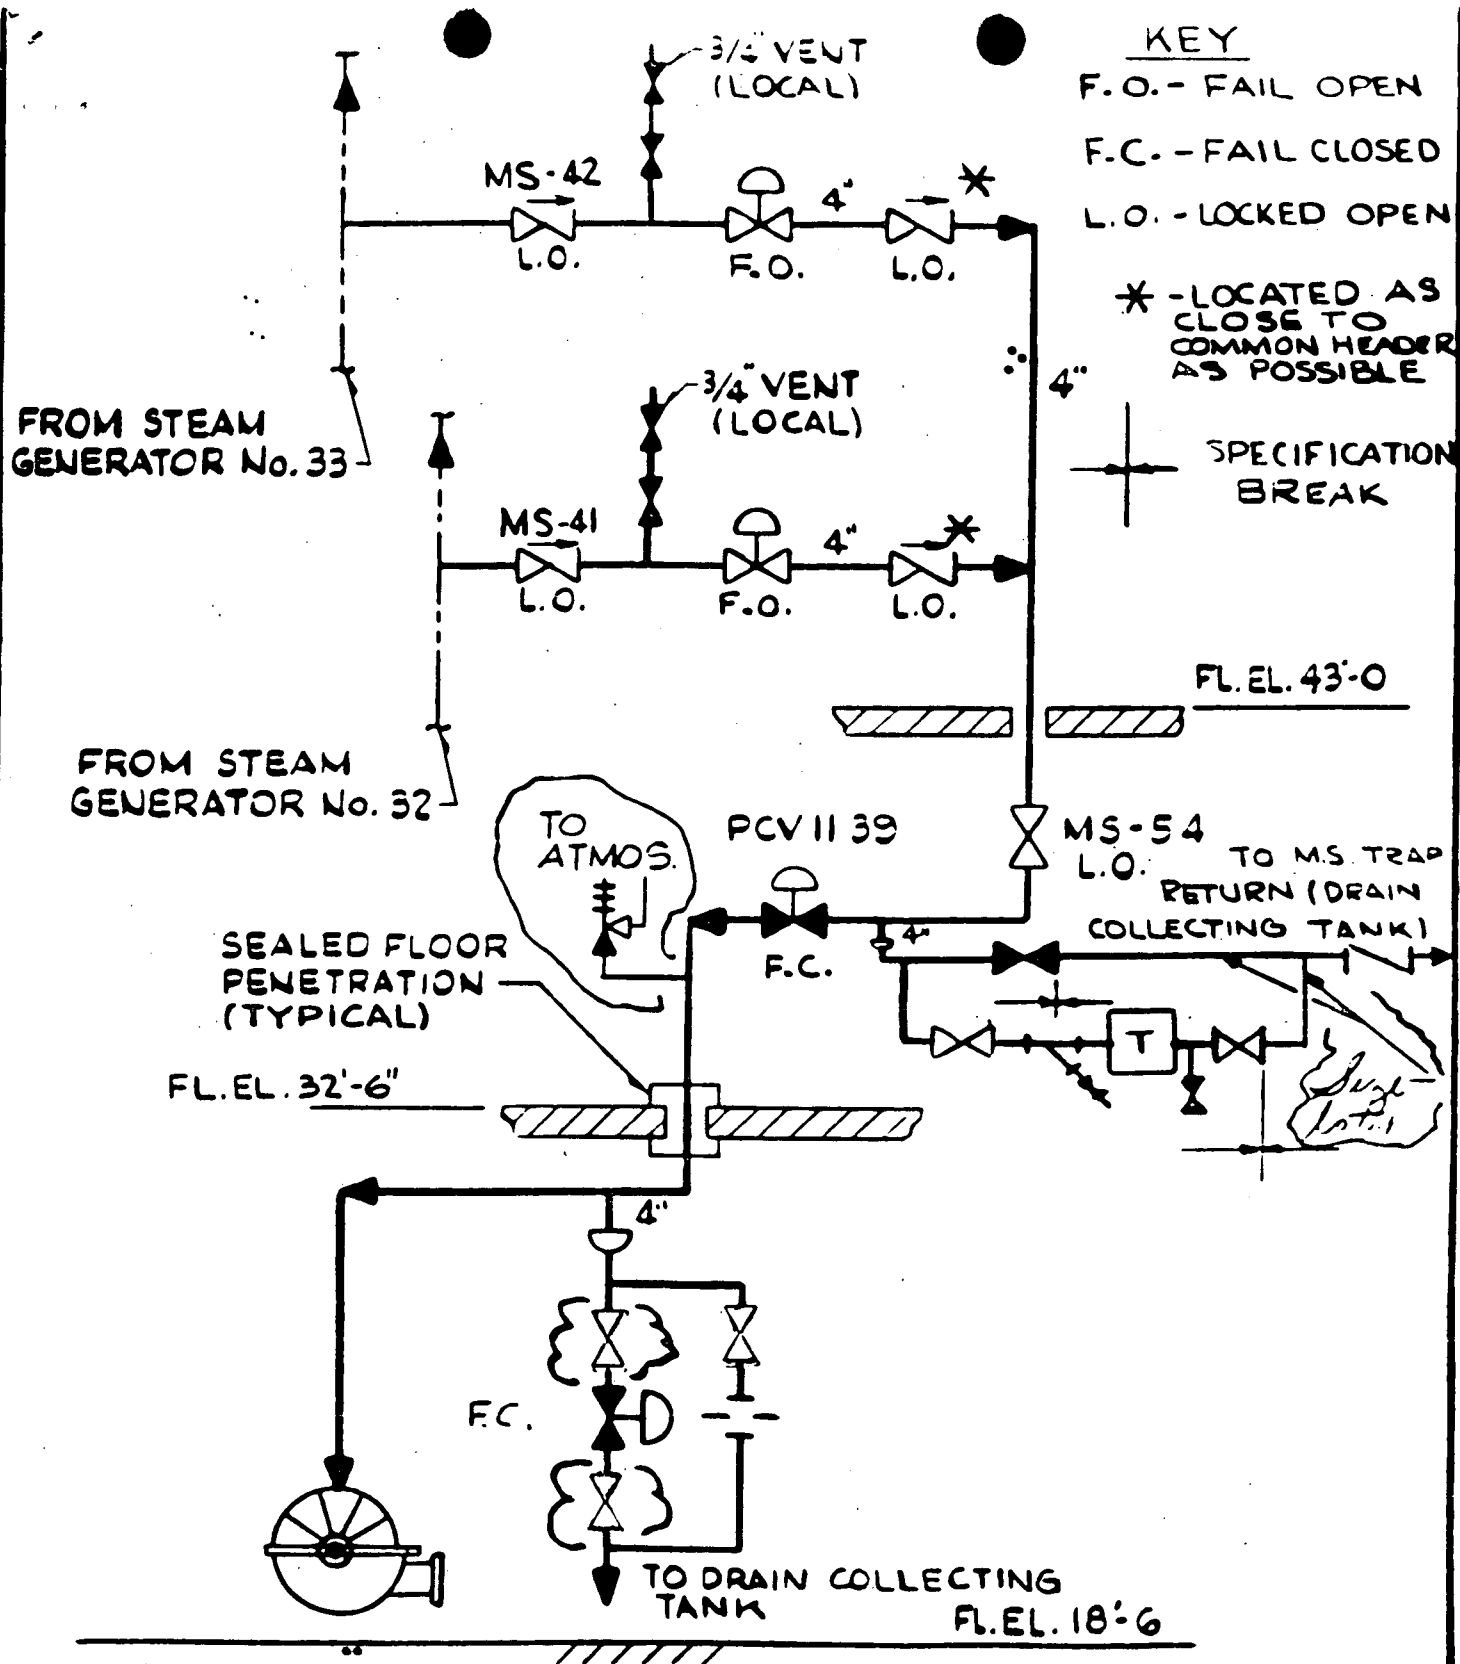 KEY
F.O.- FAIL OPEN
F.C. - FAIL CLOSED
L.O. - LOCKED OPEN
* - LOCATED AS
CLOSE TO
COMMON HEADER
AS POSSIBLE
SPECIFICATION
BREAK
3/4" VENT
(LOCAL)
MS-42
L.O.
F.O.
4"
L.O.
*
4"
FROM STEAM
GENERATOR No. 33
3/4" VENT
(LOCAL)
MS-41
L.O.
F.O.
4"
L.O.
*
FL. EL. 43'-0
FROM STEAM
GENERATOR No. 32
TO
ATMOS.
PCV 1139
F.C.
MS-54
L.O.
4"
TO M.S. TRAP
RETURN (DRAIN
COLLECTING TANK)
T
SEALED FLOOR
PENETRATION
(TYPICAL)
FL. EL. 32'-6"
4"
F.C.
TO DRAIN COLLECTING
TANK
FL. EL. 18'-6